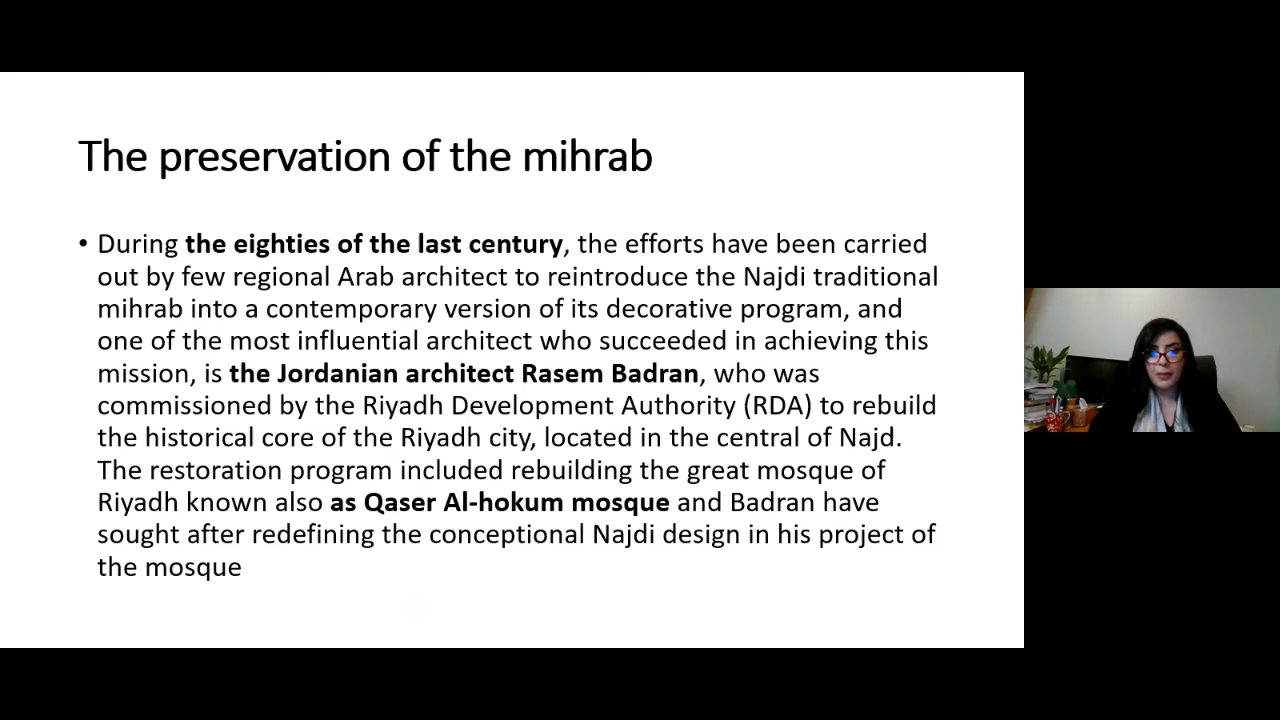 The preservation of the mihrab
• During the eighties of the last century, the efforts have been carried
out by few regional Arab architect to reintroduce the Najdi traditional
mihrab into a contemporary version of its decorative program, and
one of the most influential architect who succeeded in achieving this
mission, is the Jordanian architect Rasem Badran, who was
commissioned by the Riyadh Development Authority (RDA) to rebuild
the historical core of the Riyadh city, located in the central of Najd.
The restoration program included rebuilding the great mosque of
Riyadh known also as Qaser Al-hokum mosque and Badran have
sought after redefining the conceptional Najdi design in his project of
the mosque